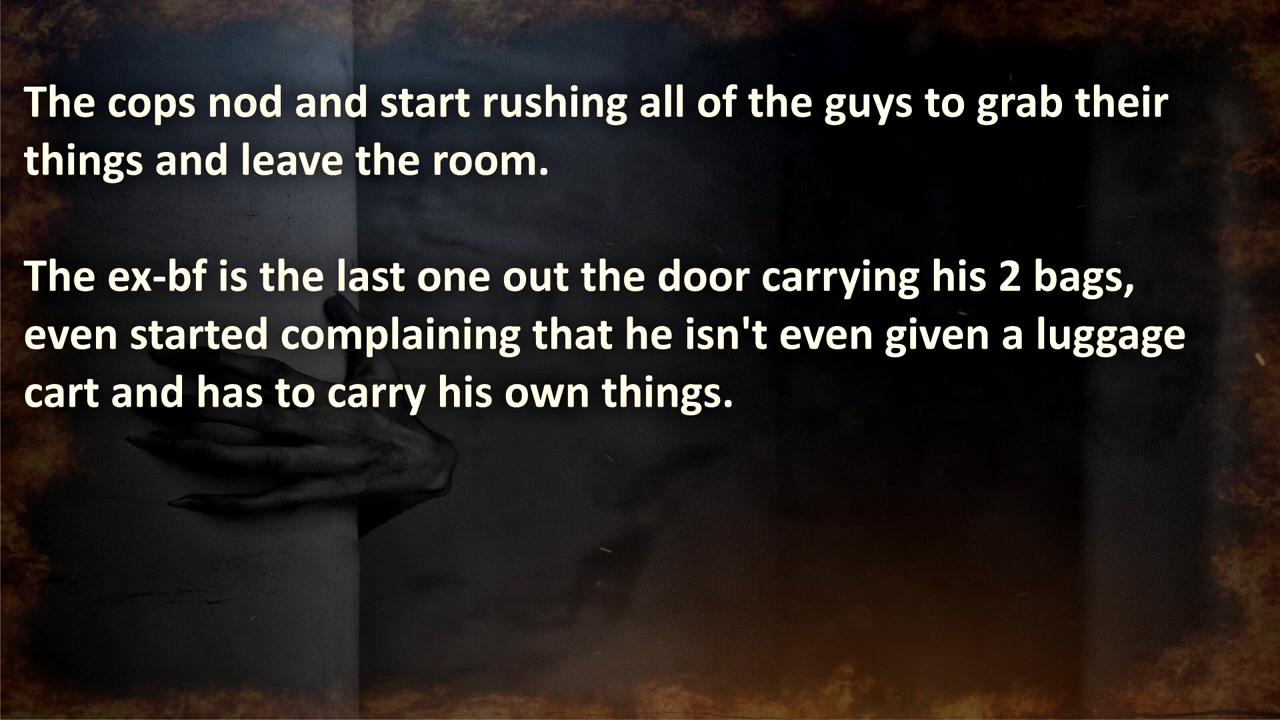 The cops nod and start rushing all of the guys to grab their
things and leave the room.
The ex-bf is the last one out the door carrying his 2 bags,
even started complaining that he isn't even given a luggage
cart and has to carry his own things.